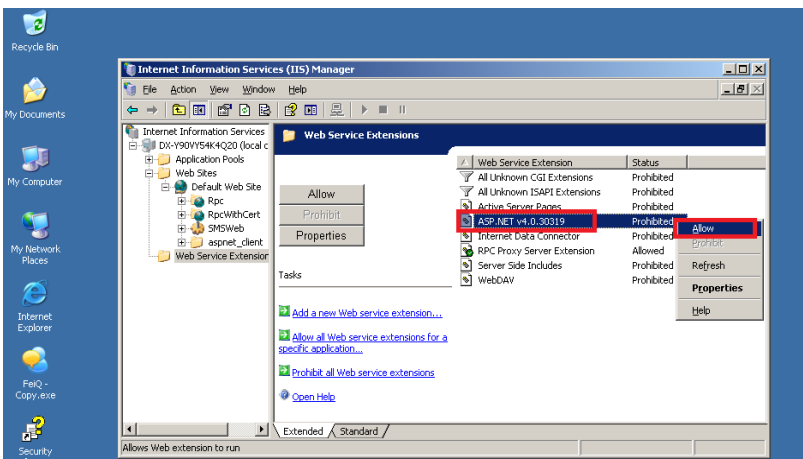 Recycle Bin
My Documents
My Computer
My Network
Places
Internet
Explorer
FeiQ -
Copy.exe
Security
Internet Information Services (IIS) Manager
File Action View Window Help
Internet Information Services
DX-Y90VY54K4Q20 (local c
Application Pools
Web Sites
Default Web Site
Rpc
RpcWithCert
SMSWeb
aspnet_client
Web Service Extension
Web Service Extensions
Allow
Prohibit
Properties
Tasks
Add a new Web service extension...
Allow all Web service extensions for a
specific application...
Prohibit all Web service extensions
Open Help
Web Service Extension Status
All Unknown CGI Extensions Prohibited
All Unknown ISAPI Extensions Prohibited
Active Server Pages Prohibited
ASP.NET v4.0.30319 Prohibited
Internet Data Connector Prohibited
RPC Proxy Server Extension Allowed
Server Side Includes Prohibited
WebDAV Prohibited
Allow
Prohibit
Refresh
Properties
Help
Extended Standard
Allows Web extension to run